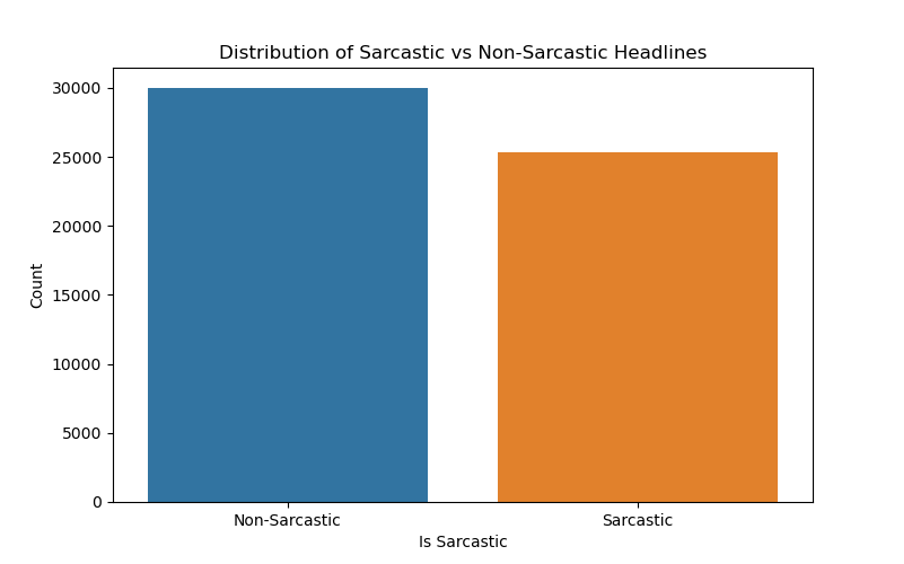 Distribution of Sarcastic vs Non-Sarcastic Headlines
30000
25000
20000
15000
10000
5000
0
Count
Non-Sarcastic
Sarcastic
Is Sarcastic